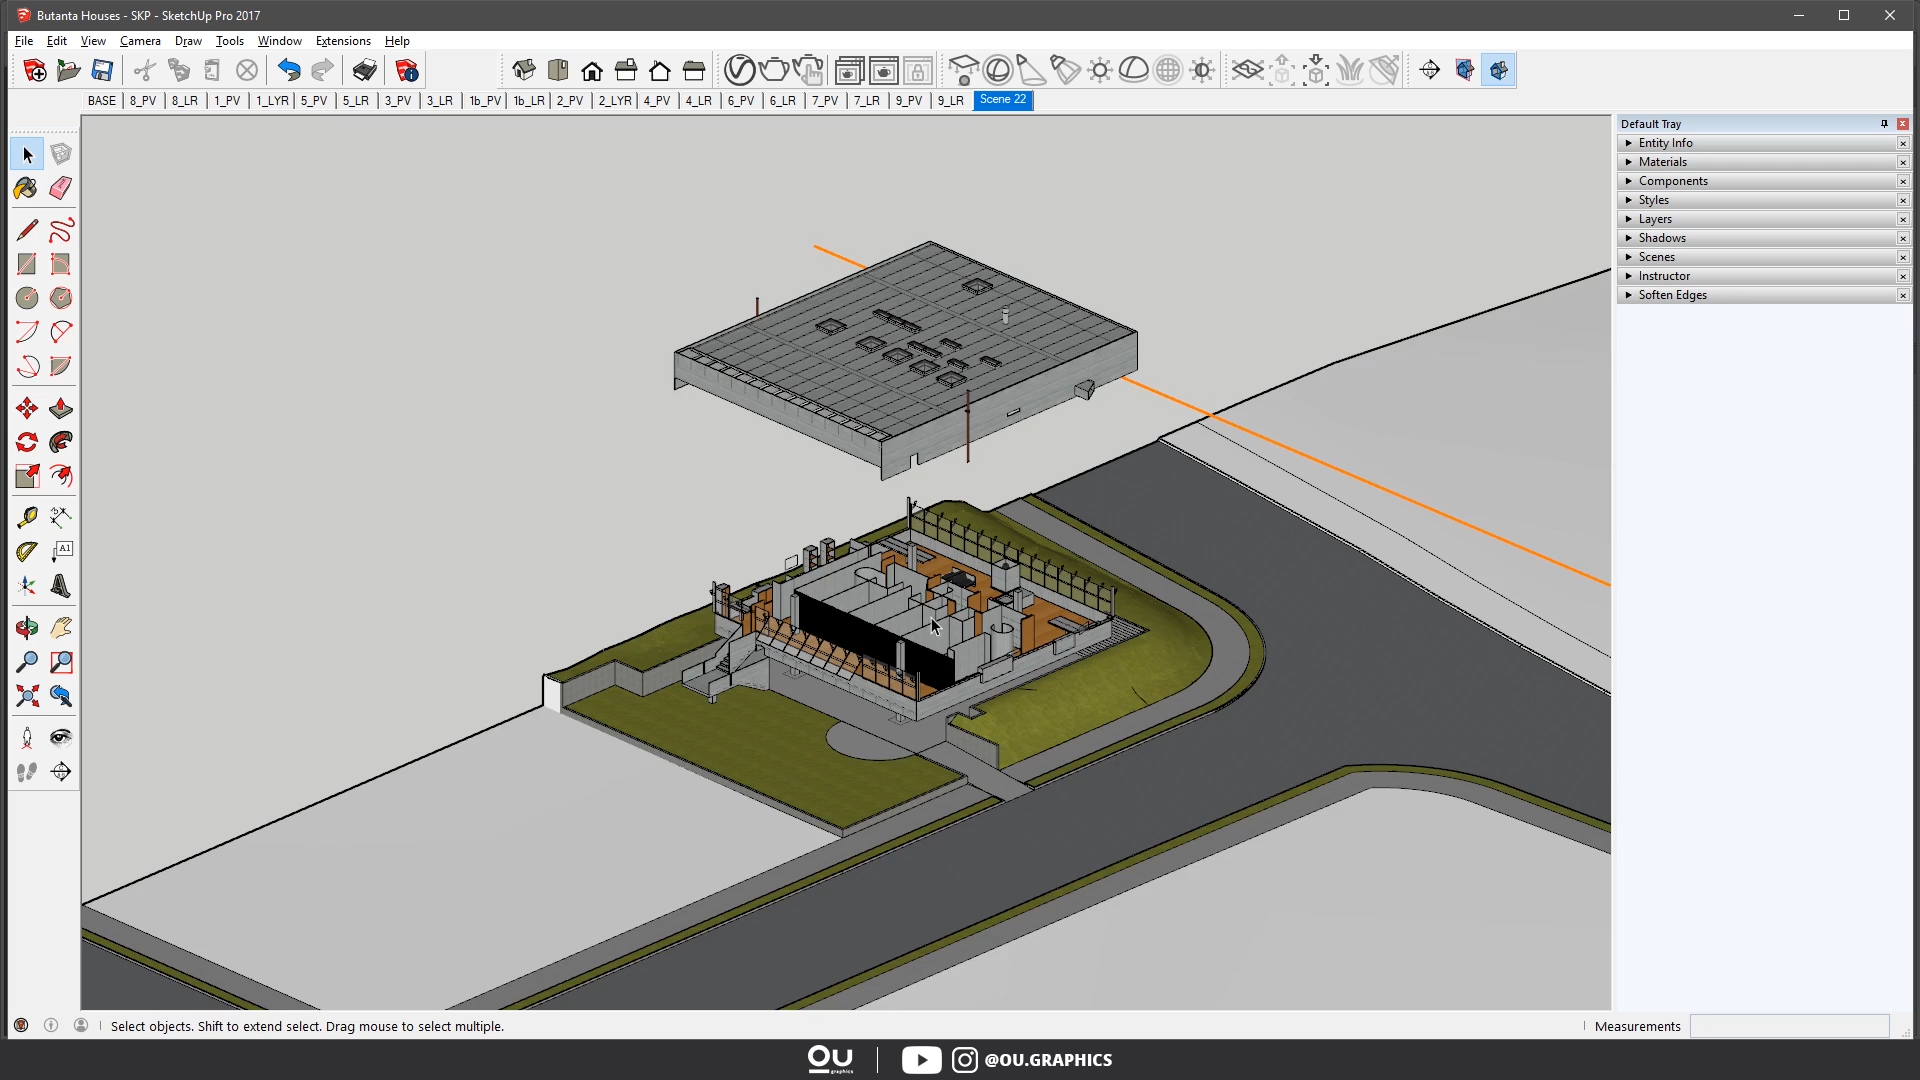 Butanta Houses - SKP - SketchUp Pro 2017
File Edit View Camera Draw Tools Window Extensions Help
BASE 8_PV 8_LR 1_PV 1_LYR 5_PV 5_LR 3_PV 3_LR 1b_PV 1b_LR 2_PV 2_LYR 4_PV 4_LR 6_PV 6_LR 7_PV 7_LR 9_PV 9_LR Scene 22
Default Tray
Entity Info
Materials
Components
Styles
Layers
Shadows
Scenes
Instructor
Soften Edges
A1
Select objects. Shift to extend select. Drag mouse to select multiple.
Measurements
OU graphics
@OU.GRAPHICS